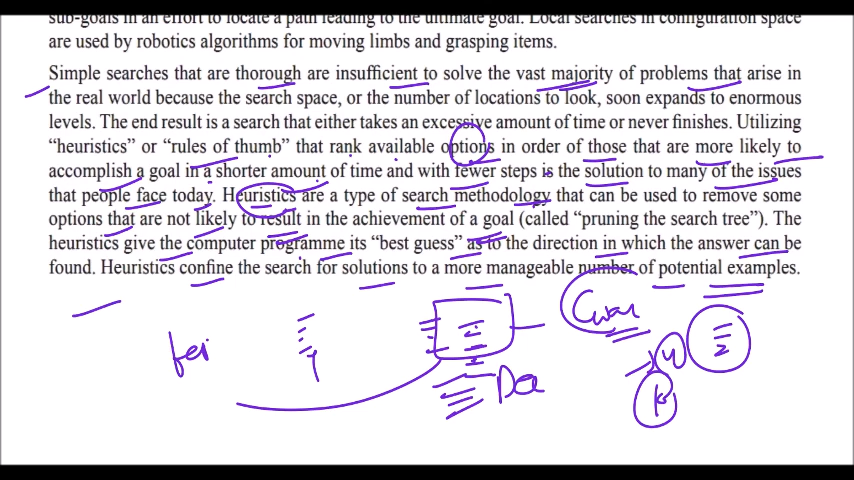 sub-goals in an effort to locate a path leading to the ultimate goal. Local searches in configuration space
are used by robotics algorithms for moving limbs and grasping items.
Simple searches that are thorough are insufficient to solve the vast majority of problems that arise in
the real world because the search space, or the number of locations to look, soon expands to enormous
levels. The end result is a search that either takes an excessive amount of time or never finishes. Utilizing
“heuristics” or “rules of thumb” that rank available options in order of those that are more likely to
accomplish a goal in a shorter amount of time and with fewer steps is the solution to many of the issues
that people face today. Heuristics are a type of search methodology that can be used to remove some
options that are not likely to result in the achievement of a goal (called “pruning the search tree”). The
heuristics give the computer programme its “best guess” as to the direction in which the answer can be
found. Heuristics confine the search for solutions to a more manageable number of potential examples.